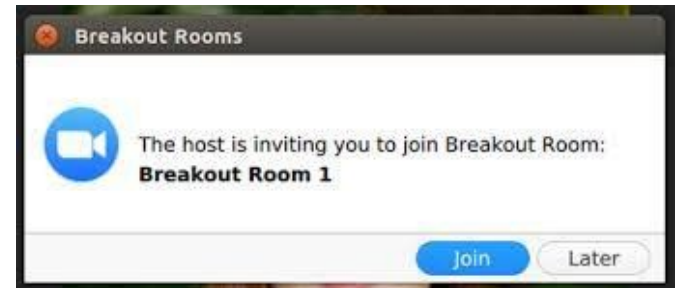 Breakout Rooms
The host is inviting you to join Breakout Room:
Breakout Room 1
Join
Later